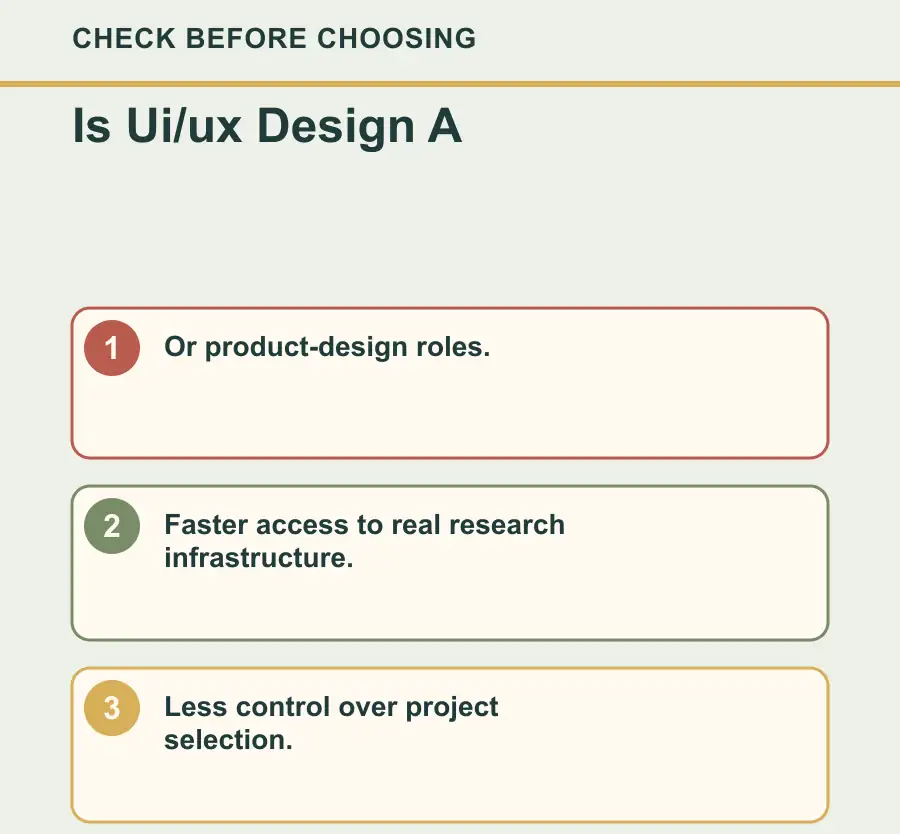 CHECK BEFORE CHOOSING
Is Ui/ux Design A
1
Or product-design roles.
2
Faster access to real research
infrastructure.
3
Less control over project
selection.